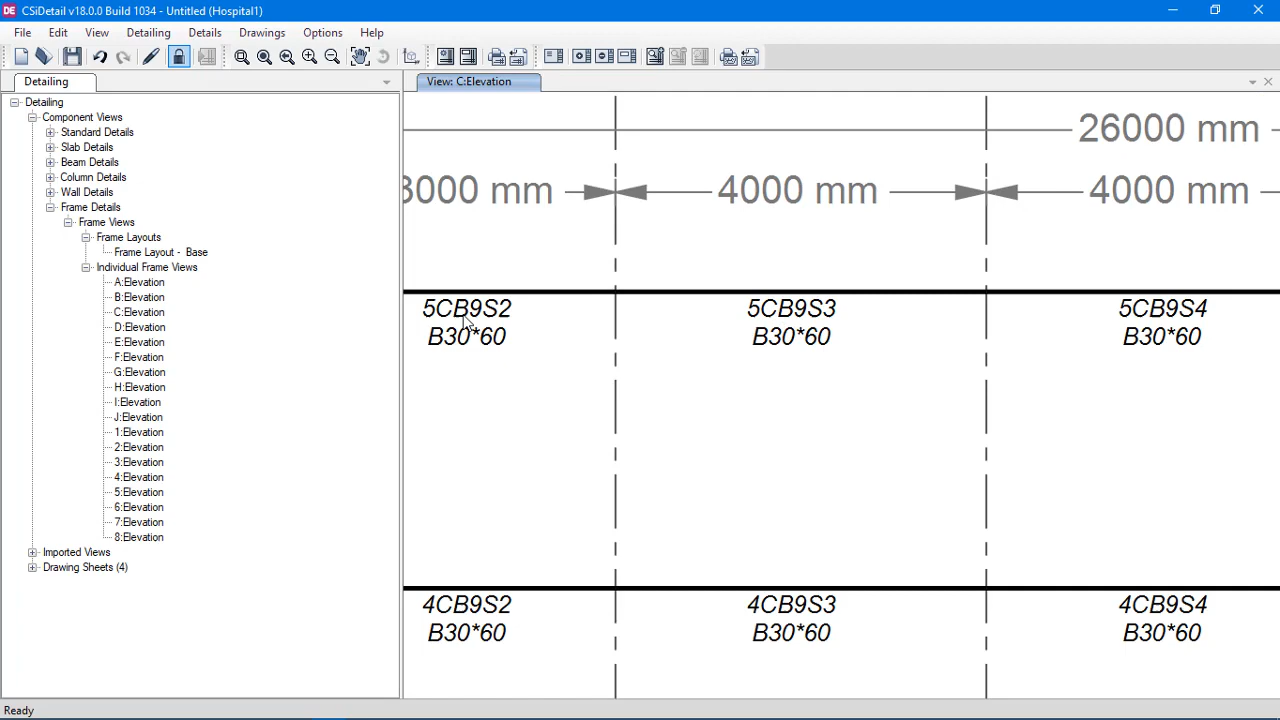 CSiDetail v18.0.0 Build 1034 - Untitled (Hospital1)
File Edit View Detailing Details Drawings Options Help
Detailing
View: C:Elevation
Detailing
Component Views
Standard Details
Slab Details
Beam Details
Column Details
Wall Details
Frame Details
Frame Views
Frame Layouts
Frame Layout - Base
Individual Frame Views
A:Elevation
B:Elevation
C:Elevation
D:Elevation
E:Elevation
F:Elevation
G:Elevation
H:Elevation
I:Elevation
J:Elevation
1:Elevation
2:Elevation
3:Elevation
4:Elevation
5:Elevation
6:Elevation
7:Elevation
8:Elevation
Imported Views
Drawing Sheets (4)
26000 mm
3000 mm 4000 mm 4000 mm
5CB9S2 5CB9S3 5CB9S4
B30*60 B30*60 B30*60
4CB9S2 4CB9S3 4CB9S4
B30*60 B30*60 B30*60
Ready